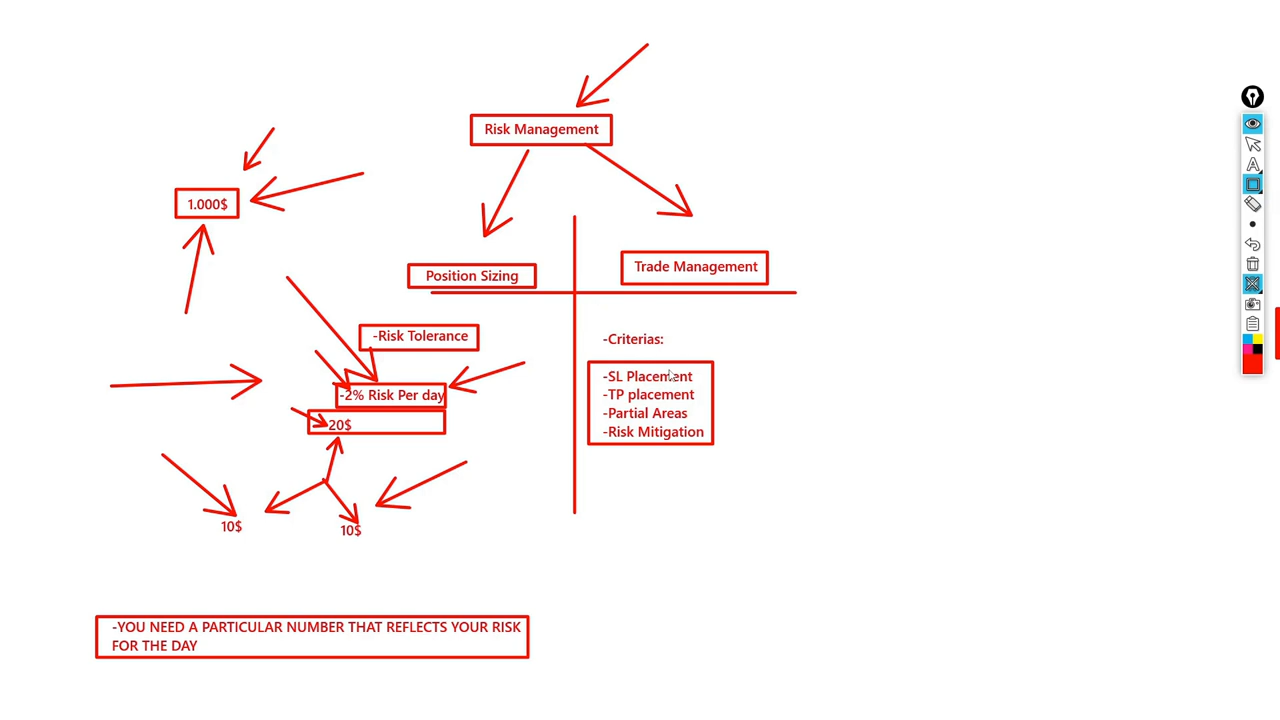 Risk Management
1.000$
Position Sizing
Trade Management
-Risk Tolerance
-Criterias:
-2% Risk Per day
20$
-SL Placement
-TP placement
-Partial Areas
-Risk Mitigation
10$
10$
-YOU NEED A PARTICULAR NUMBER THAT REFLECTS YOUR RISK
FOR THE DAY
A